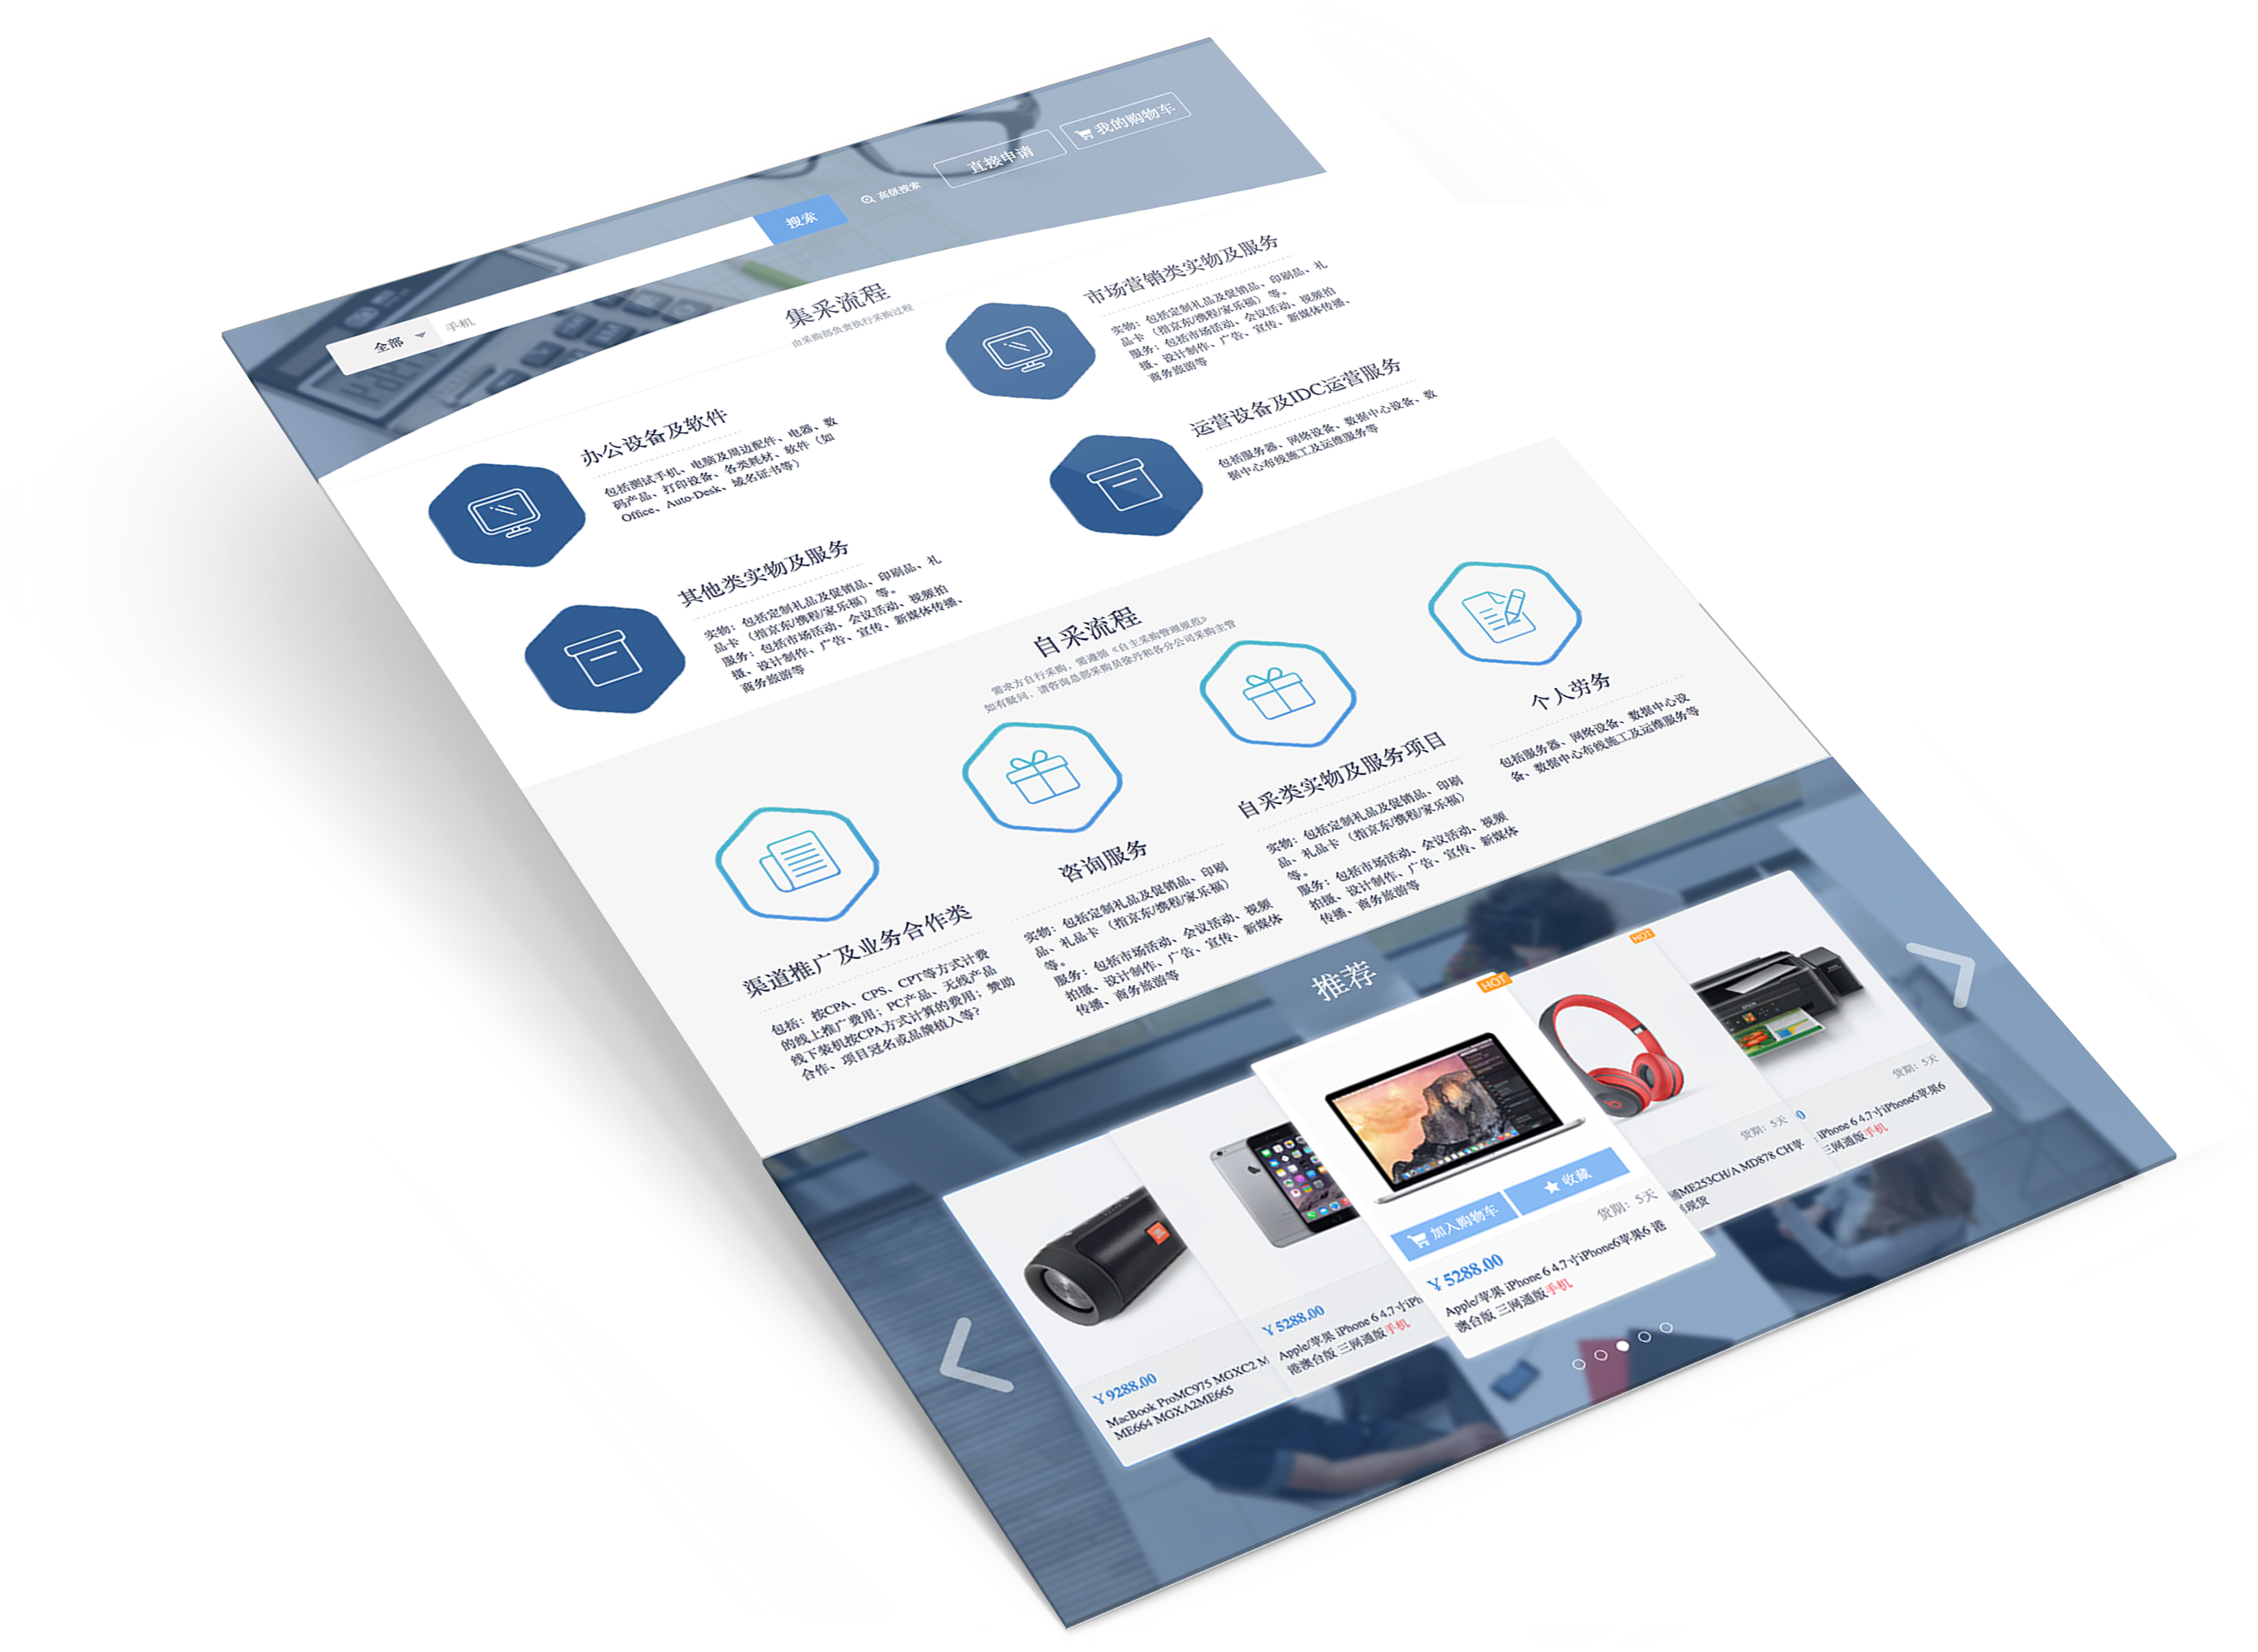 我的购物车
直接申请
高级搜索
搜索
全部
手机
集采流程
由采购部负责执行采购过程
办公设备及软件
包括测试手机、电脑及周边配件、电器、数
码产品、打印设备、各类耗材、软件（如
Office、Auto-Desk、域名证书等）
市场营销类实物及服务
实物：包括定制礼品及促销品、印刷品、礼
品卡（指京东/携程/家乐福）等。
服务：包括市场活动、会议活动、视频拍
摄、设计制作、广告、宣传、新媒体传播、
商务旅游等
其他类实物及服务
实物：包括定制礼品及促销品、印刷品、礼
品卡（指京东/携程/家乐福）等。
服务：包括市场活动、会议活动、视频拍
摄、设计制作、广告、宣传、新媒体传播、
商务旅游等
运营设备及IDC运营服务
包括服务器、网络设备、数据中心设备、数
据中心布线施工及运维服务等
自采流程
需求方自行采购，需遵循《自主采购管理规范》
如有疑问，请咨询总部采购员徐丹和各分公司采购主管
渠道推广及业务合作类
包括：按CPA、CPS、CPT等方式计费
的线上推广费用；PC产品、无线产品
线下装机按CPA方式计算的费用；赞助
合作、项目冠名或品牌植入等?
咨询服务
实物：包括定制礼品及促销品、印刷
品、礼品卡（指京东/携程/家乐福）
等。
服务：包括市场活动、会议活动、视频
拍摄、设计制作、广告、宣传、新媒体
传播、商务旅游等
自采类实物及服务项目
实物：包括定制礼品及促销品、印刷
品、礼品卡（指京东/携程/家乐福）
等。
服务：包括市场活动、会议活动、视频
拍摄、设计制作、广告、宣传、新媒体
传播、商务旅游等
个人劳务
包括服务器、网络设备、数据中心设
备、数据中心布线施工及运维服务等
推荐
¥9288.00
MacBook ProMC975 MGXC2 M
ME664 MGXA2ME665
¥5288.00
Apple/苹果 iPhone 6 4.7寸iPh
港澳台版 三网通版手机
HOT
加入购物车
收藏
货期：5天
¥5288.00
Apple/苹果 iPhone 6 4.7寸iPhone6苹果6 港
澳台版 三网通版手机
HOT
货期：5天
ME253CH/A MD878 CH苹
现货
货期：5天
0
iPhone 6 4.7寸iPhone6苹果6
三网通版手机